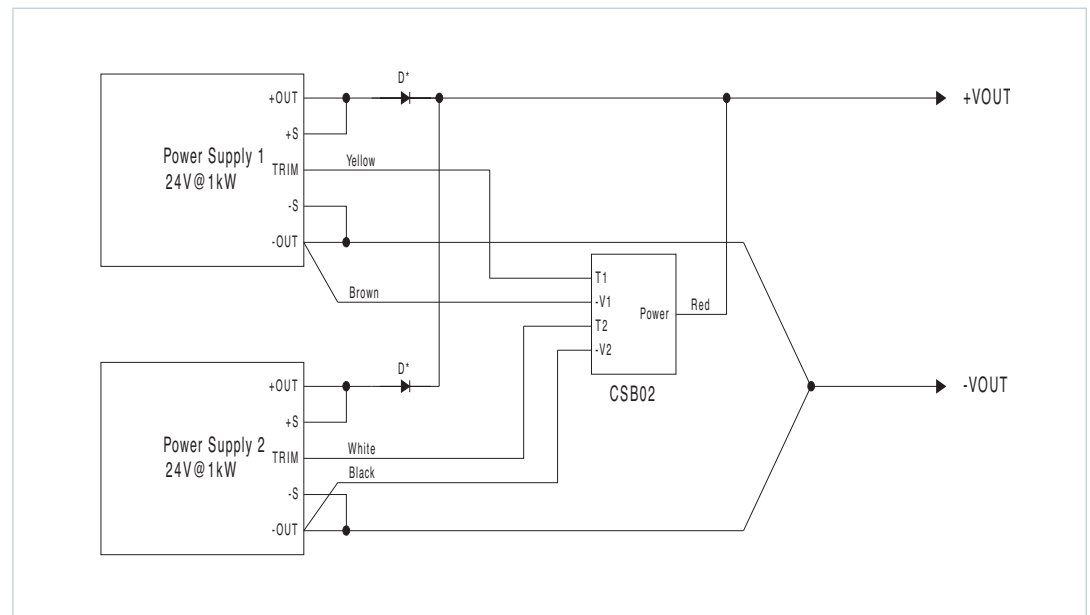 D*
+OUT
+VOUT
+S
Power Supply 1
24V@1kW
TRIM
Yellow
-S
-OUT
T1
Brown
-V1
Power
Red
T2
-V2
CSB02
D*
+OUT
-VOUT
+S
Power Supply 2
24V@1kW
TRIM
White
Black
-S
-OUT